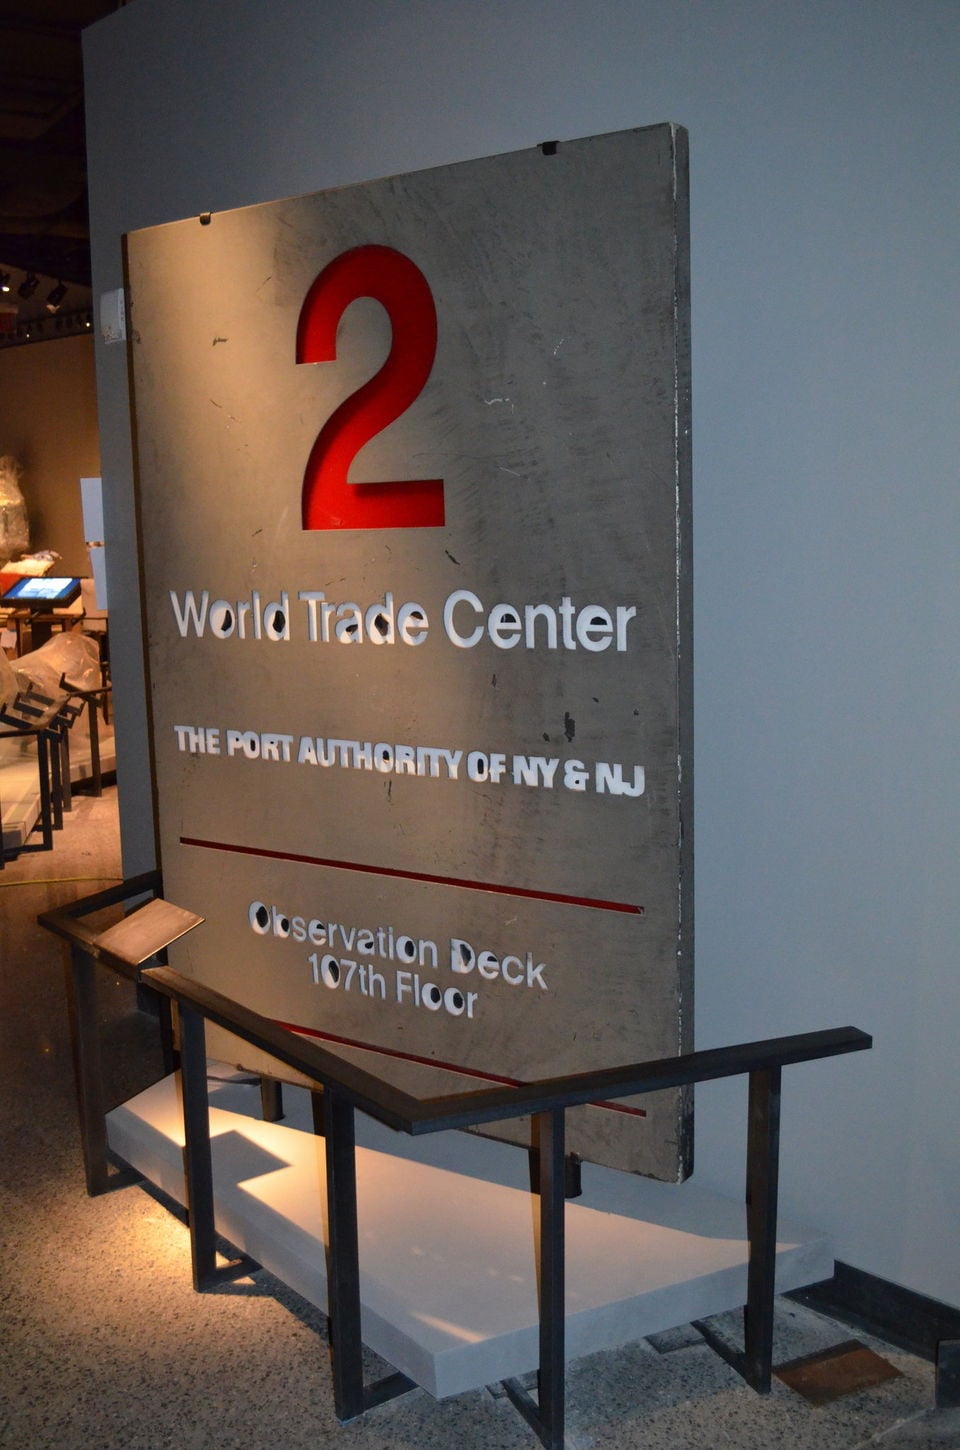 2
World Trade Center
THE PORT AUTHORITY OF NY & NJ
Observation Deck
107th Floor